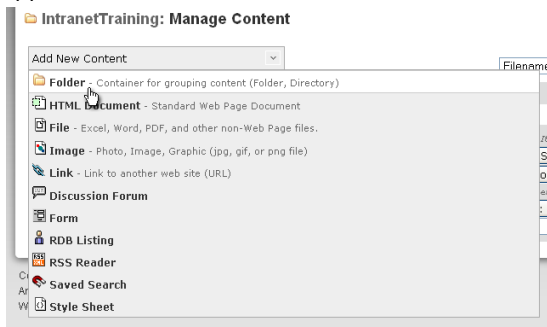 IntranetTraining: Manage Content
Add New Content
Filename
Folder - Container for grouping content (Folder, Directory)
HTML Document - Standard Web Page Document
File - Excel, Word, PDF, and other non-Web Page files.
Image - Photo, Image, Graphic (jpg, gif, or png file)
Link - Link to another web site (URL)
Discussion Forum
Form
RDB Listing
RSS Reader
Saved Search
Style Sheet